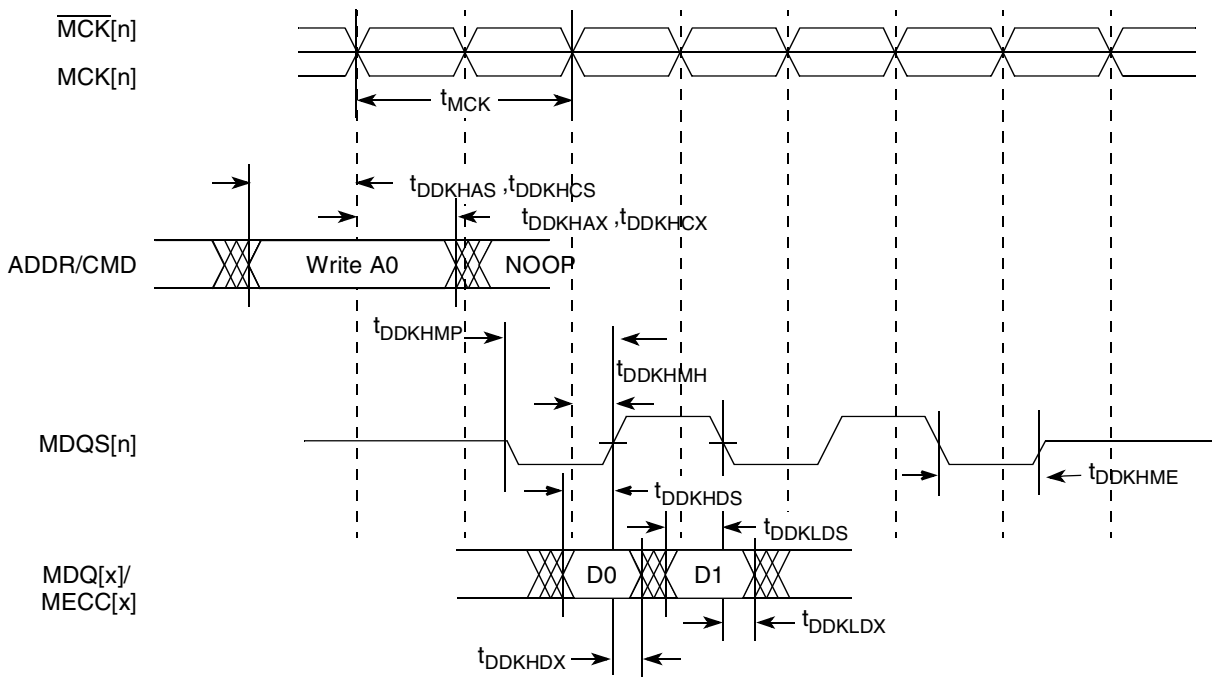 MCK[n]
MCK[n]
tMCK
tDDKHAS ,tDDKHCS
tDDKHAX ,tDDKHCX
ADDR/CMD
Write A0
NOOP
tDDKHMP
tDDKHMH
MDQS[n]
tDDKHME
tDDKHDS
tDDKLDS
MDQ[x]/
MECC[x]
D0
D1
tDDKLDX
tDDKHDX